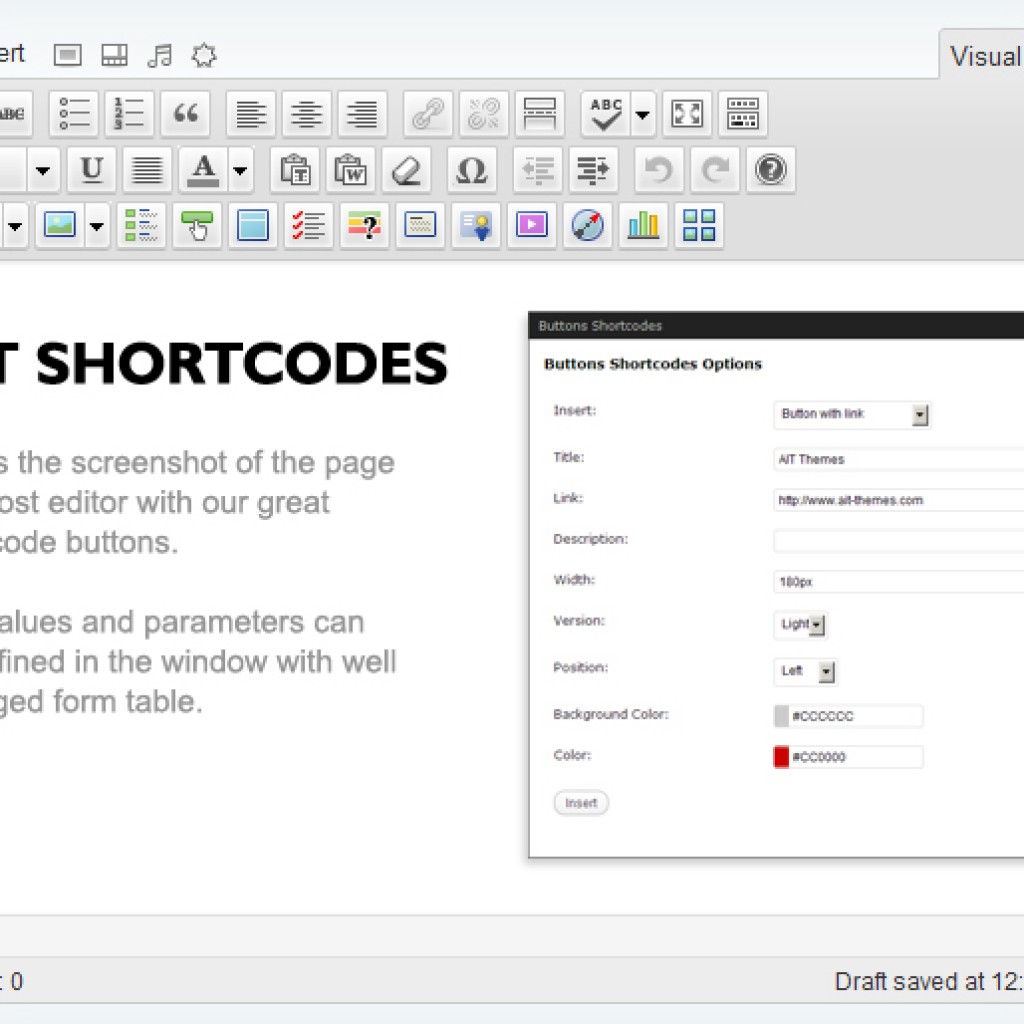 ert
Visual
ABC
ABC
U
A
T SHORTCODES
s the screenshot of the page
ost editor with our great
code buttons.
alues and parameters can
fined in the window with well
ged form table.
Buttons Shortcodes
Buttons Shortcodes Options
Insert: Button with link
Title: AIT Themes
Link: http://www.ait-themes.com
Description:
Width: 180px
Version: Light
Position: Left
Background Color: #CCCCCC
Color: #CC0000
Insert
: 0
Draft saved at 12: